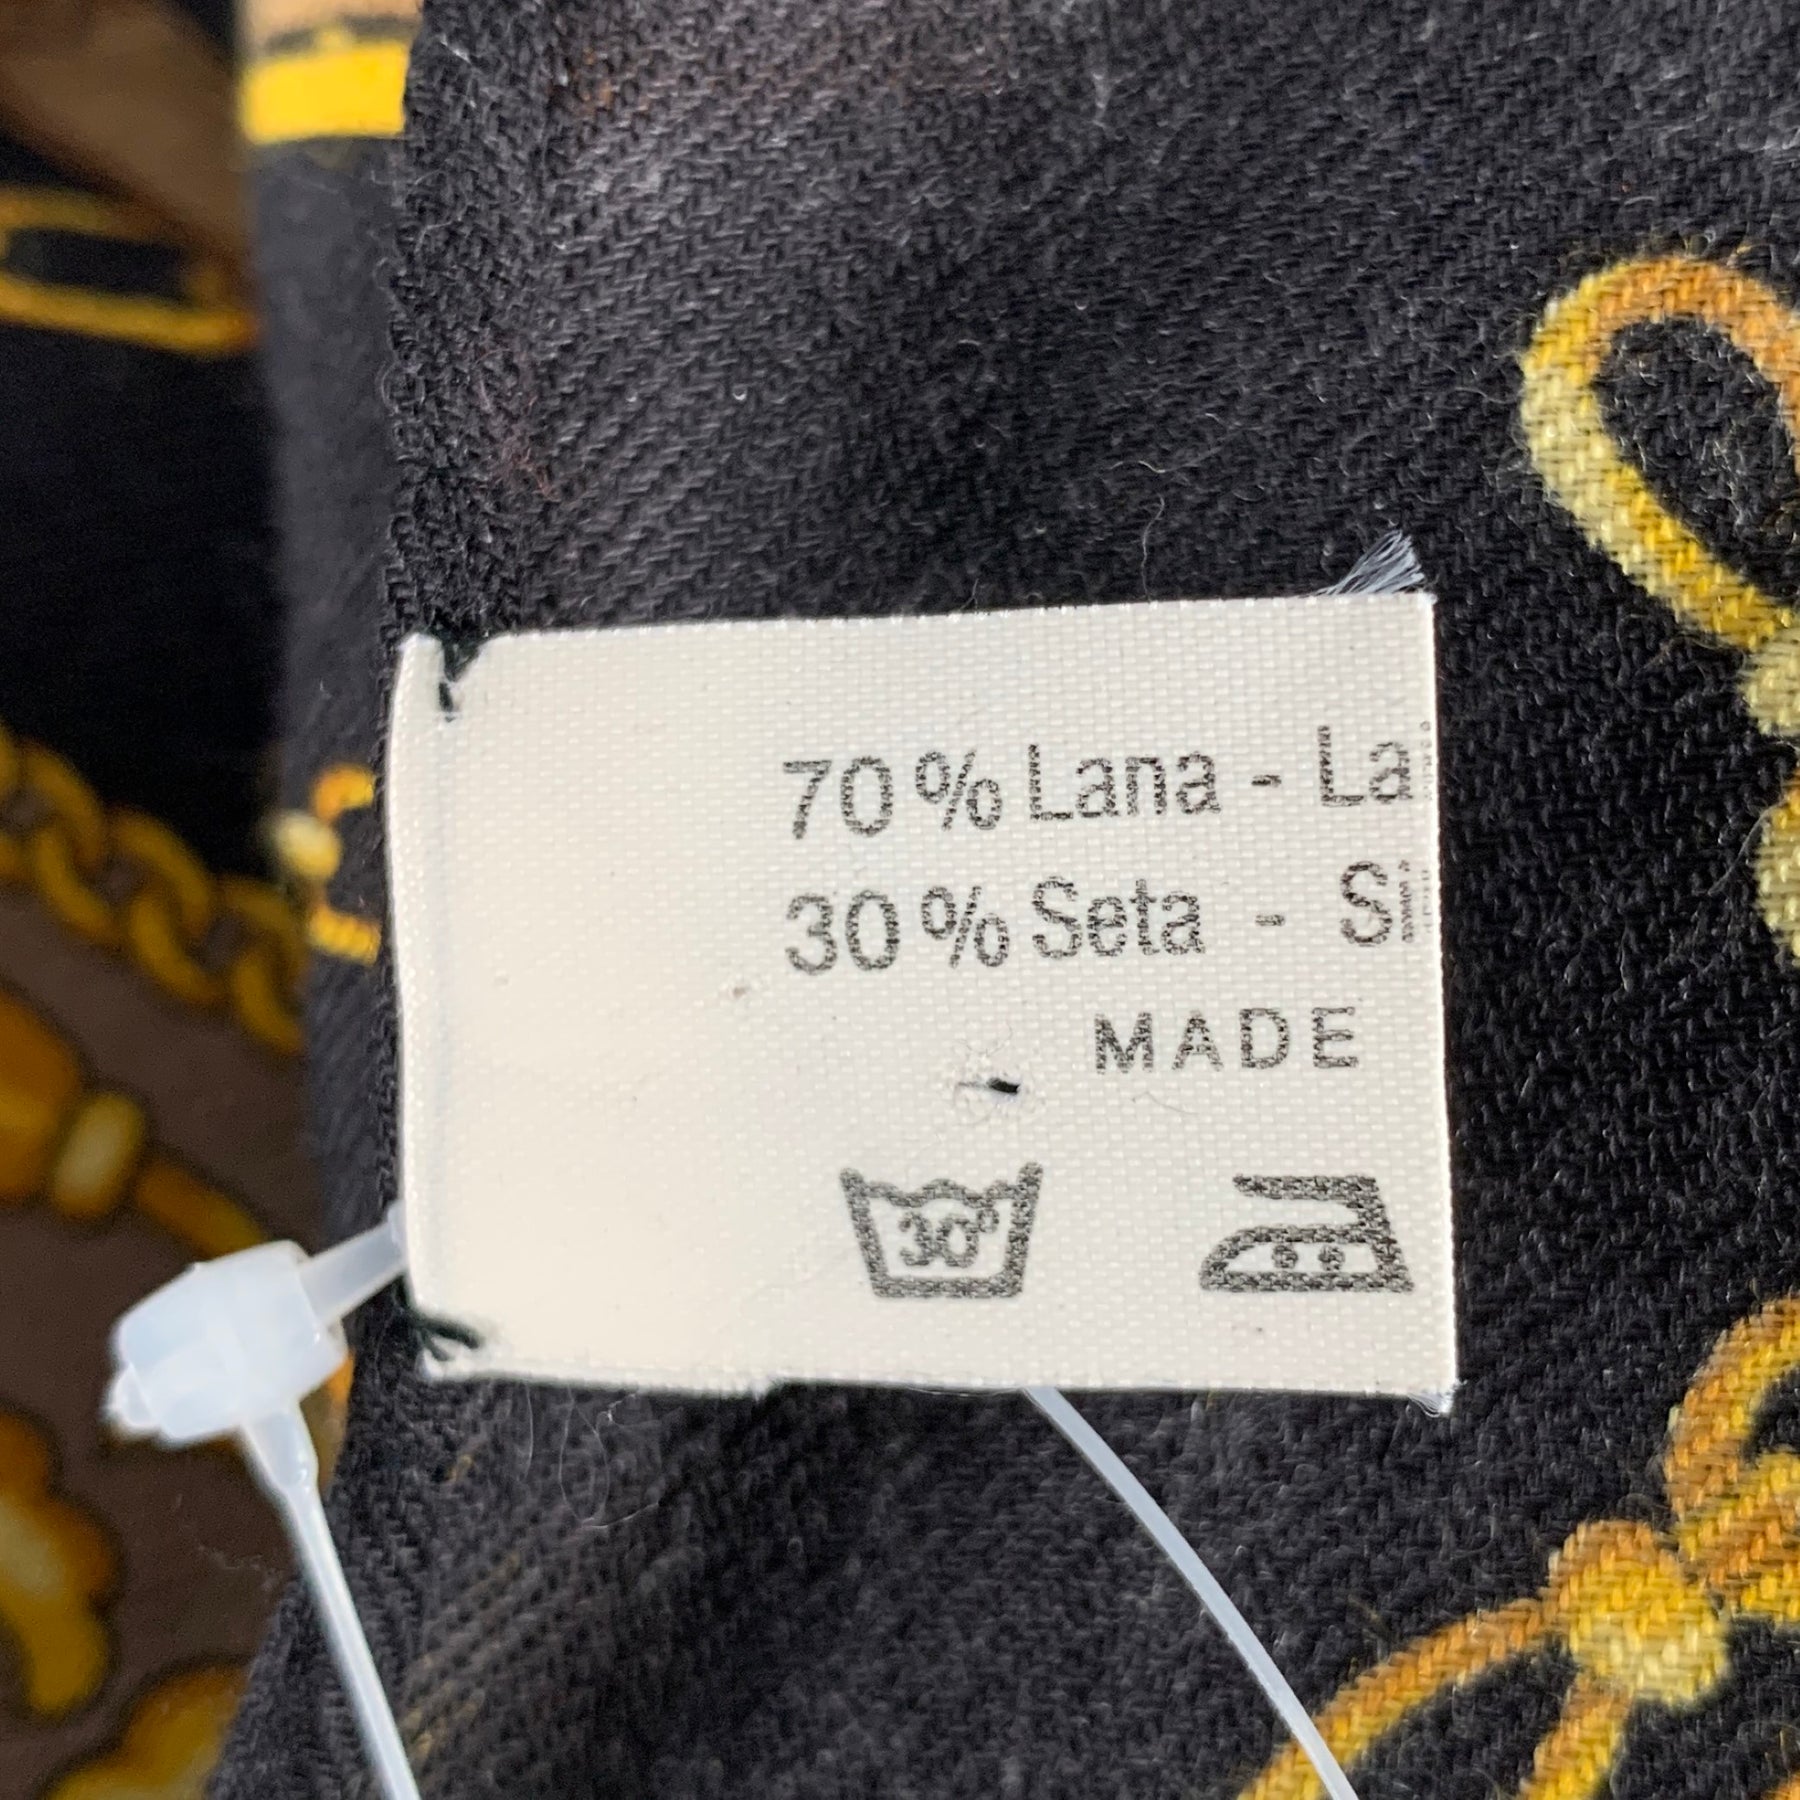 70% Lana - La
30% Seta - Si
MADE
30°